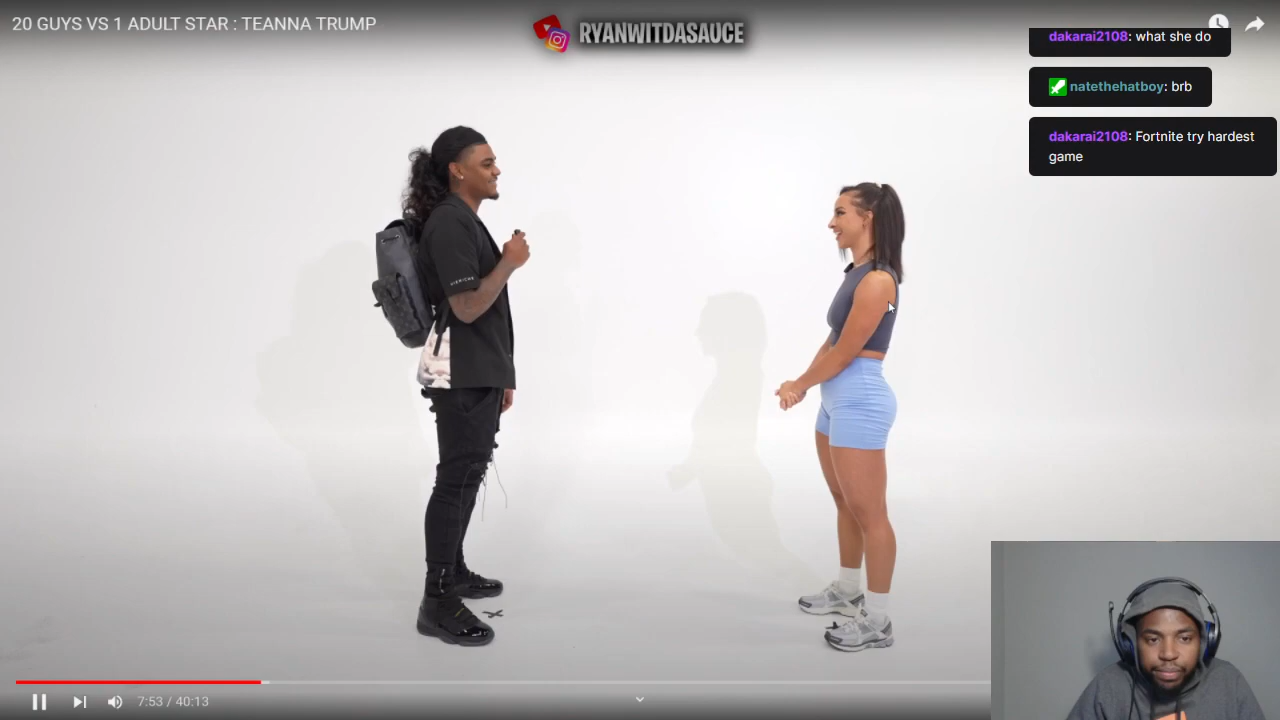 20 GUYS VS 1 ADULT STAR : TEANNA TRUMP
RYANWITDASAUCE
dakarai2108: what she do
natethehatboy: brb
dakarai2108: Fortnite try hardest
game
7:53 / 40:13